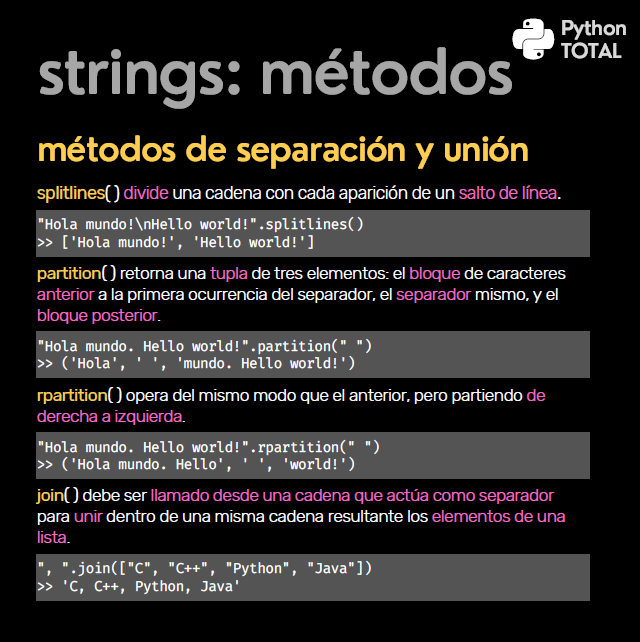 Python
TOTAL
strings: métodos
métodos de separación y unión
splitlines( ) divide una cadena con cada aparición de un salto de línea.
"Hola mundo!\nHello world!".splitlines()
>> ['Hola mundo!', 'Hello world!']
partition( ) retorna una tupla de tres elementos: el bloque de caracteres
anterior a la primera ocurrencia del separador, el separador mismo, y el
bloque posterior.
"Hola mundo. Hello world!".partition(" ")
>> ('Hola', ' ', 'mundo. Hello world!')
rpartition( ) opera del mismo modo que el anterior, pero partiendo de
derecha a izquierda.
"Hola mundo. Hello world!".rpartition(" ")
>> ('Hola mundo. Hello', ' ', 'world!')
join( ) debe ser llamado desde una cadena que actúa como separador
para unir dentro de una misma cadena resultante los elementos de una
lista.
", ".join(["C", "C++", "Python", "Java"])
>> 'C, C++, Python, Java'